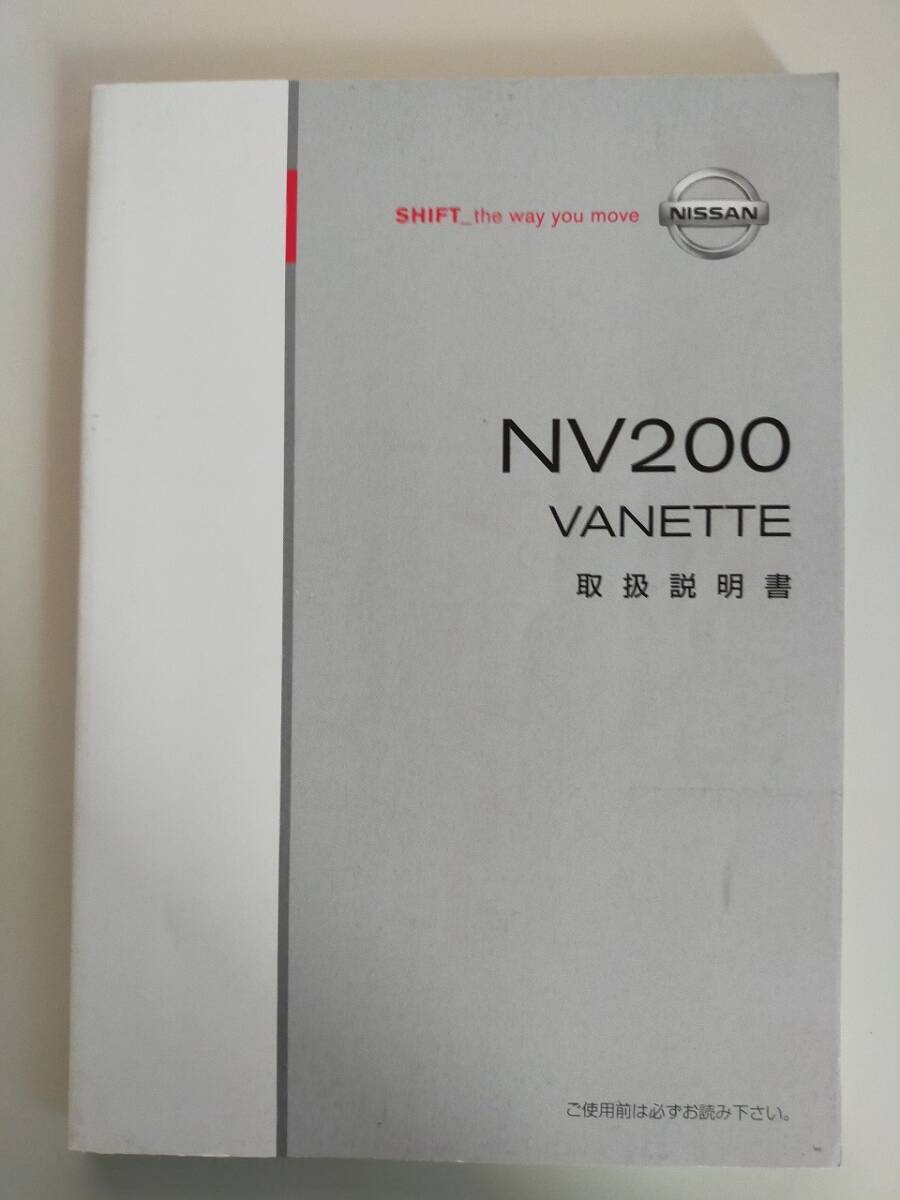 SHIFT_the way you move
NISSAN
NV200
VANETTE
取扱説明書
ご使用前は必ずお読み下さい。